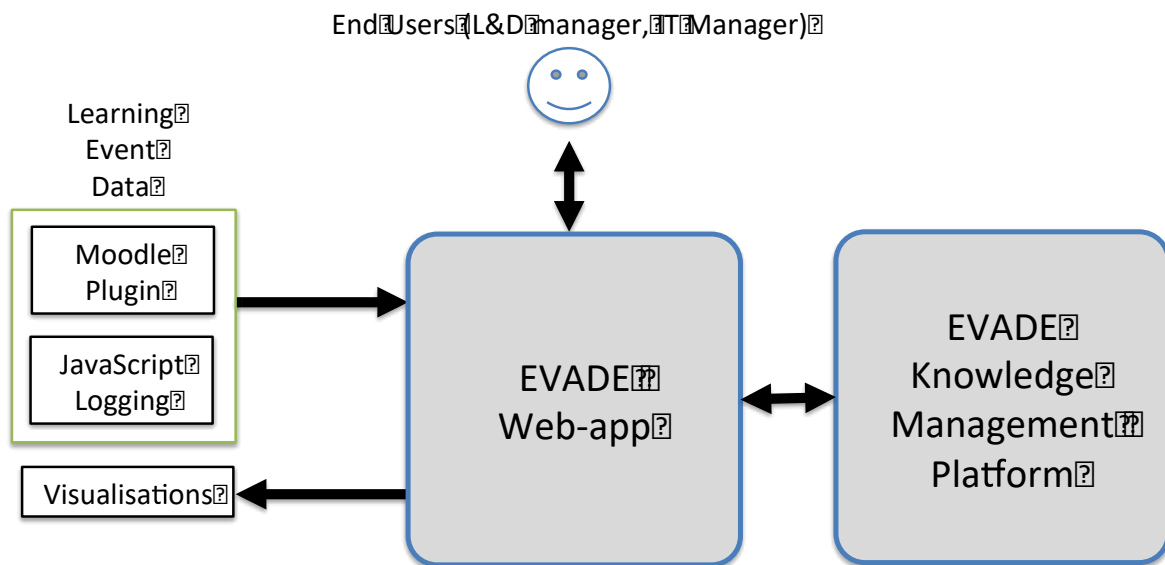 End Users (L&D manager, IT Manager)
Learning
Event
Data
Moodle
Plugin
JavaScript
Logging
Visualisations
EVADE
Web-app
EVADE
Knowledge
Management
Platform